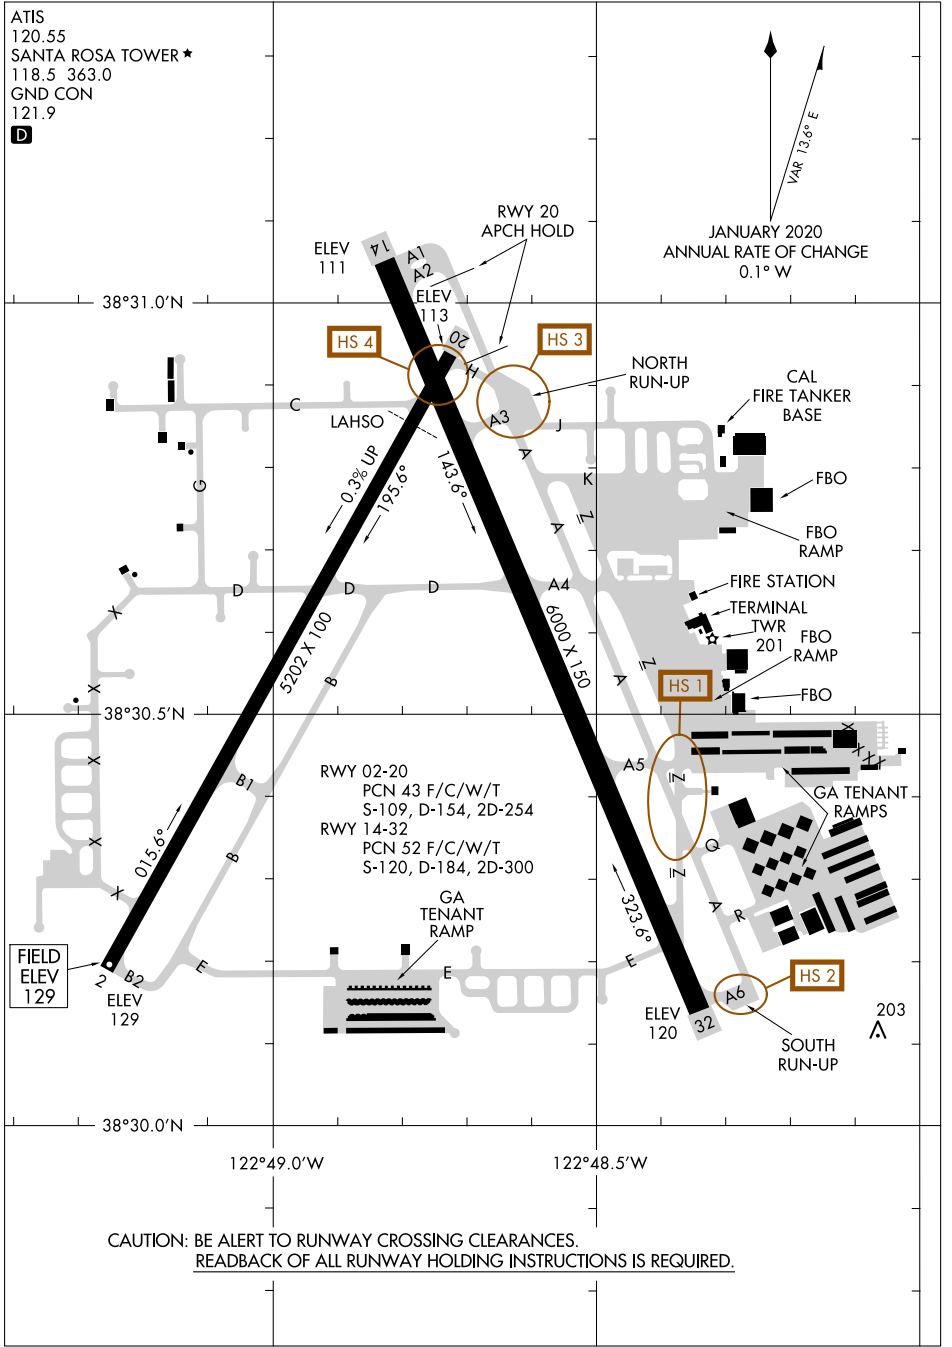 ATIS
120.55
SANTA ROSA TOWER ★
118.5 363.0
GND CON
121.9
D
VAR 13.6° E
JANUARY 2020
ANNUAL RATE OF CHANGE
0.1° W
RWY 20
APCH HOLD
ELEV
111
14
A1
A2
38°31.0'N
ELEV
113
20
HS 4
HS 3
H
NORTH
RUN-UP
CAL
FIRE TANKER
BASE
C
LAHSO
A3
J
A
0.3% UP
195.6°
143.6°
G
K
FBO
Z
A
FBO
RAMP
D
D
D
A4
FIRE STATION
X
TERMINAL
TWR
201
5202 X 100
6000 X 150
FBO
RAMP
Z
B
A
HS 1
X
FBO
38°30.5'N
X
X
X
X
X
A5
Z
B1
RWY 02-20
PCN 43 F/C/W/T
S-109, D-154, 2D-254
RWY 14-32
PCN 52 F/C/W/T
S-120, D-184, 2D-300
GA TENANT
RAMPS
015.6°
X
B
Q
Z
X
GA
TENANT
RAMP
323.6°
A
R
FIELD
ELEV
129
2
B2
E
E
E
ELEV
129
HS 2
A6
ELEV
120
32
203
SOUTH
RUN-UP
38°30.0'N
122°49.0'W
122°48.5'W
CAUTION: BE ALERT TO RUNWAY CROSSING CLEARANCES.
READBACK OF ALL RUNWAY HOLDING INSTRUCTIONS IS REQUIRED.